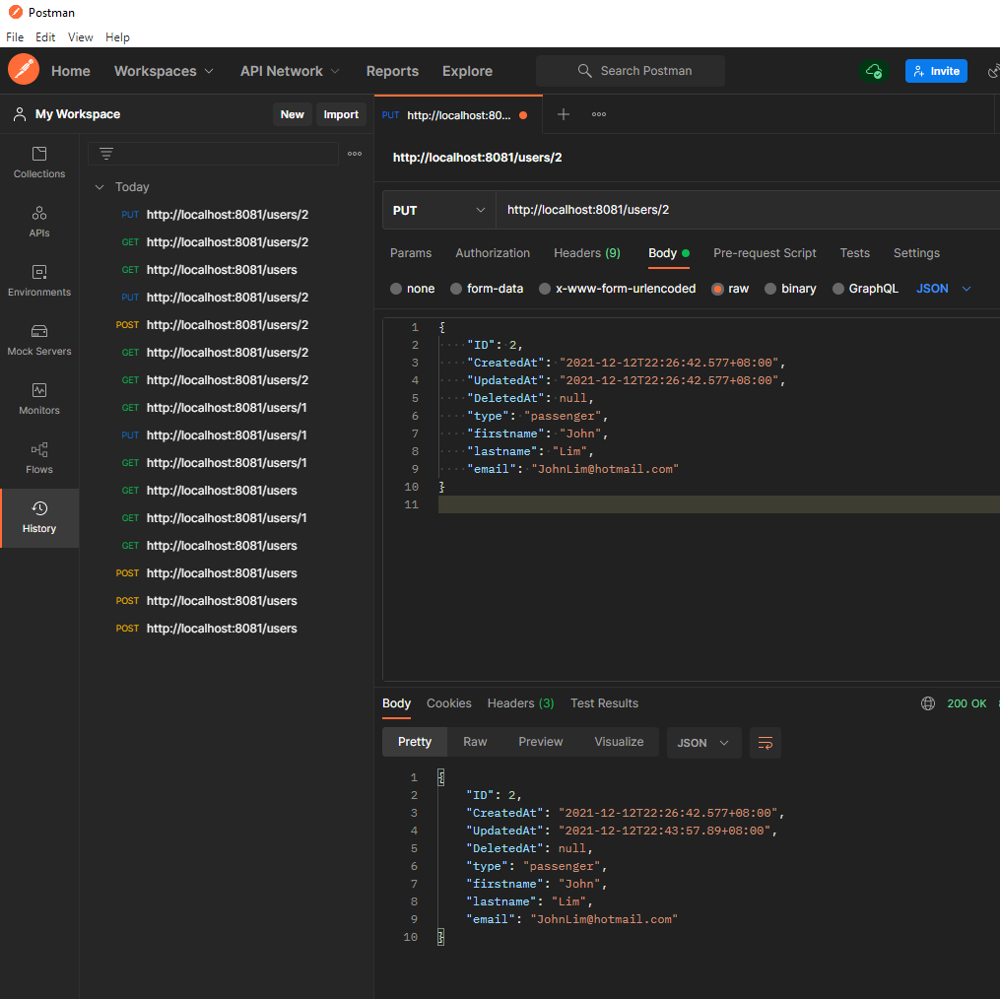 Postman
File Edit View Help
Home Workspaces API Network Reports Explore Search Postman Invite
My Workspace New Import
Collections
APIs
Environments
Mock Servers
Monitors
Flows
History
Today
PUT http://localhost:8081/users/2
GET http://localhost:8081/users/2
GET http://localhost:8081/users
PUT http://localhost:8081/users/2
POST http://localhost:8081/users/2
GET http://localhost:8081/users/2
GET http://localhost:8081/users/2
GET http://localhost:8081/users/1
PUT http://localhost:8081/users/1
GET http://localhost:8081/users/1
GET http://localhost:8081/users
GET http://localhost:8081/users/1
GET http://localhost:8081/users
POST http://localhost:8081/users
POST http://localhost:8081/users
POST http://localhost:8081/users
PUT http://localhost:80...
http://localhost:8081/users/2
PUT http://localhost:8081/users/2
Params Authorization Headers (9) Body Pre-request Script Tests Settings
none form-data x-www-form-urlencoded raw binary GraphQL JSON
1 {
2 "ID": 2,
3 "CreatedAt": "2021-12-12T22:26:42.577+08:00",
4 "UpdatedAt": "2021-12-12T22:26:42.577+08:00",
5 "DeletedAt": null,
6 "type": "passenger",
7 "firstname": "John",
8 "lastname": "Lim",
9 "email": "JohnLim@hotmail.com"
10 }
11
Body Cookies Headers (3) Test Results 200 OK
Pretty Raw Preview Visualize JSON
1 {
2 "ID": 2,
3 "CreatedAt": "2021-12-12T22:26:42.577+08:00",
4 "UpdatedAt": "2021-12-12T22:43:57.89+08:00",
5 "DeletedAt": null,
6 "type": "passenger",
7 "firstname": "John",
8 "lastname": "Lim",
9 "email": "JohnLim@hotmail.com"
10 }